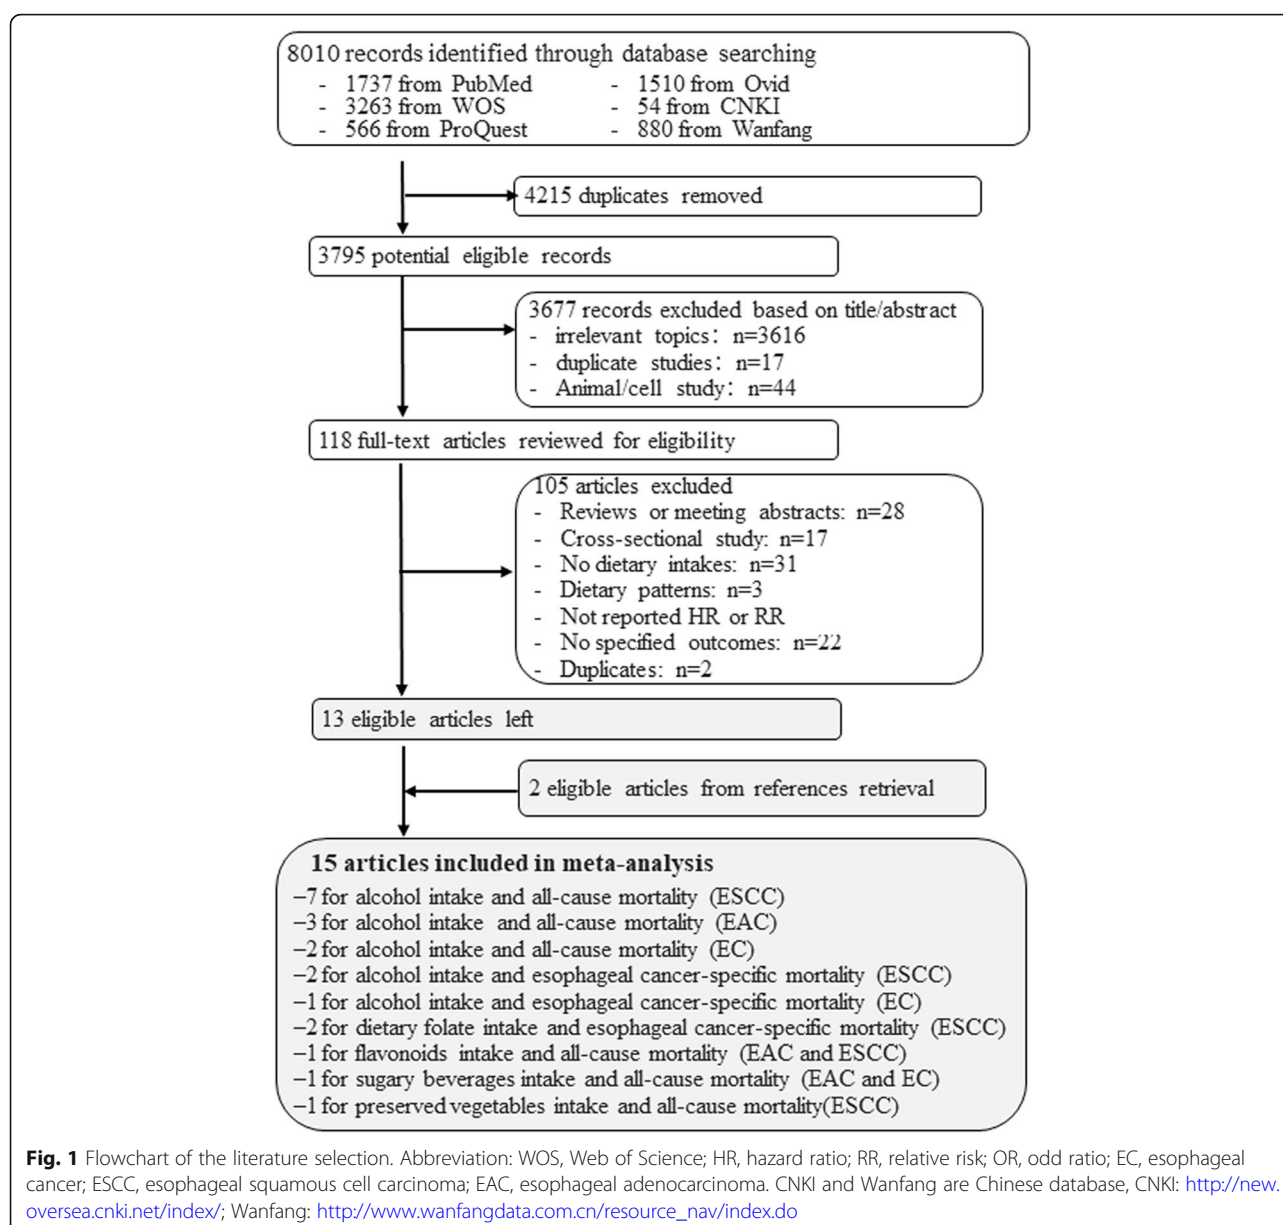 8010 records identified through database searching
- 1737 from PubMed - 1510 from Ovid
- 3263 from WOS - 54 from CNKI
- 566 from ProQuest - 880 from Wanfang
4215 duplicates removed
3795 potential eligible records
3677 records excluded based on title/abstract
- irrelevant topics: n=3616
- duplicate studies: n=17
- Animal/cell study: n=44
118 full-text articles reviewed for eligibility
105 articles excluded
- Reviews or meeting abstracts: n=28
- Cross-sectional study: n=17
- No dietary intakes: n=31
- Dietary patterns: n=3
- Not reported HR or RR
- No specified outcomes: n=22
- Duplicates: n=2
13 eligible articles left
2 eligible articles from references retrieval
15 articles included in meta-analysis
–7 for alcohol intake and all-cause mortality (ESCC)
–3 for alcohol intake and all-cause mortality (EAC)
–2 for alcohol intake and all-cause mortality (EC)
–2 for alcohol intake and esophageal cancer-specific mortality (ESCC)
–1 for alcohol intake and esophageal cancer-specific mortality (EC)
–2 for dietary folate intake and esophageal cancer-specific mortality (ESCC)
–1 for flavonoids intake and all-cause mortality (EAC and ESCC)
–1 for sugary beverages intake and all-cause mortality (EAC and EC)
–1 for preserved vegetables intake and all-cause mortality(ESCC)
Fig. 1 Flowchart of the literature selection. Abbreviation: WOS, Web of Science; HR, hazard ratio; RR, relative risk; OR, odd ratio; EC, esophageal
cancer; ESCC, esophageal squamous cell carcinoma; EAC, esophageal adenocarcinoma. CNKI and Wanfang are Chinese database, CNKI: http://new.
oversea.cnki.net/index/; Wanfang: http://www.wanfangdata.com.cn/resource_nav/index.do